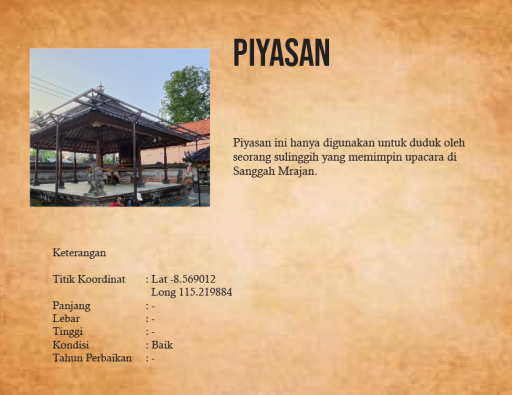 PIYASAN
Piyasan ini hanya digunakan untuk duduk oleh
seorang sulinggih yang memimpin upacara di
Sanggah Mrajan.
Keterangan
Titik Koordinat : Lat -8.569012
Long 115.219884
Panjang : -
Lebar : -
Tinggi : -
Kondisi : Baik
Tahun Perbaikan : -